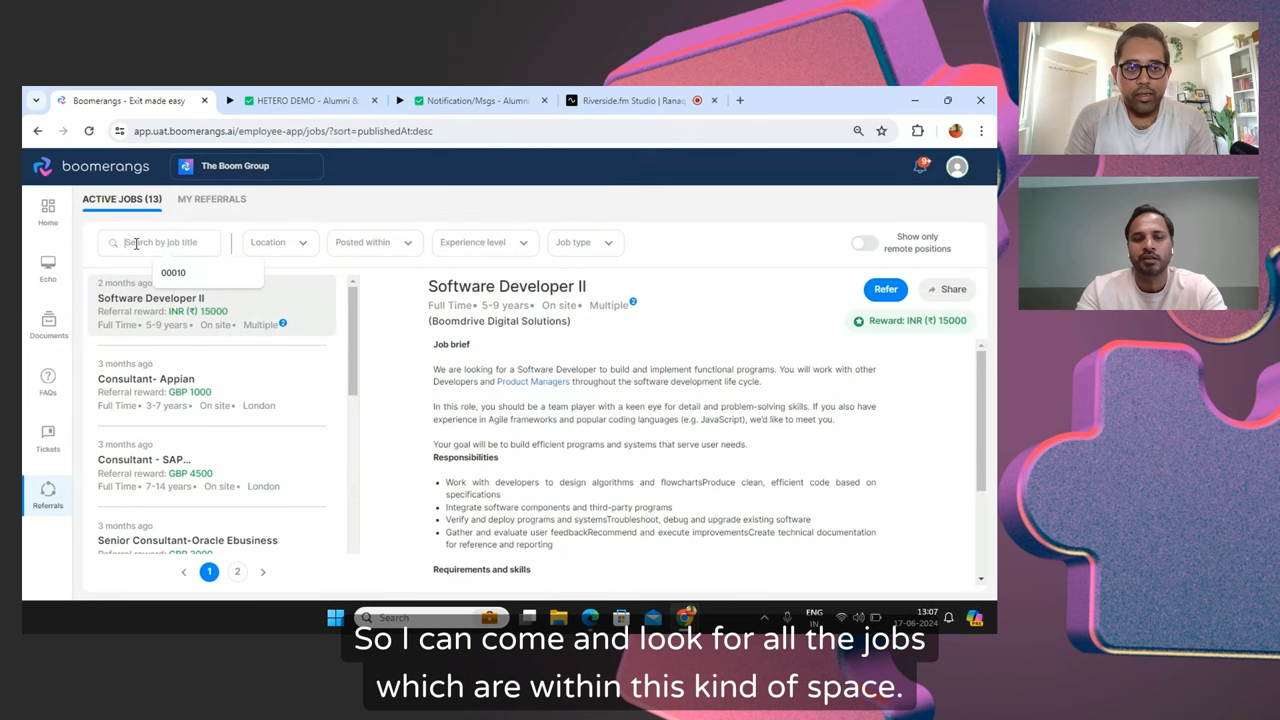 Boomerangs - Exit made easy
HETERO DEMO - Alumni &
Notification/Msgs - Alumni
Riverside.fm Studio | Rana
app.uat.boomerangs.ai/employee-app/jobs/?sort=publishedAt:desc
boomerangs
The Boom Group
9+
Home
Echo
Documents
FAQs
Tickets
Referrals
ACTIVE JOBS (13)
MY REFERRALS
Search by job title
Location
Posted within
Experience level
Job type
Show only
remote positions
00010
2 months ago
Software Developer II
Referral reward: INR (₹) 15000
Full Time • 5-9 years • On site • Multiple 2
3 months ago
Consultant- Appian
Referral reward: GBP 1000
Full Time • 3-7 years • On site • London
3 months ago
Consultant - SAP...
Referral reward: GBP 4500
Full Time • 7-14 years • On site • London
3 months ago
Senior Consultant-Oracle Ebusiness
1
2
Software Developer II
Full Time • 5-9 years • On site • Multiple 2
(Boomdrive Digital Solutions)
Refer
Share
Reward: INR (₹) 15000
Job brief
We are looking for a Software Developer to build and implement functional programs. You will work with other
Developers and Product Managers throughout the software development life cycle.
In this role, you should be a team player with a keen eye for detail and problem-solving skills. If you also have
experience in Agile frameworks and popular coding languages (e.g. JavaScript), we'd like to meet you.
Your goal will be to build efficient programs and systems that serve user needs.
Responsibilities
• Work with developers to design algorithms and flowchartsProduce clean, efficient code based on
specifications
• Integrate software components and third-party programs
• Verify and deploy programs and systemsTroubleshoot, debug and upgrade existing software
• Gather and evaluate user feedbackRecommend and execute improvementsCreate technical documentation
for reference and reporting
Requirements and skills
Search
ENG
IN
13:07
17-06-2024
So I can come and look for all the jobs
which are within this kind of space.